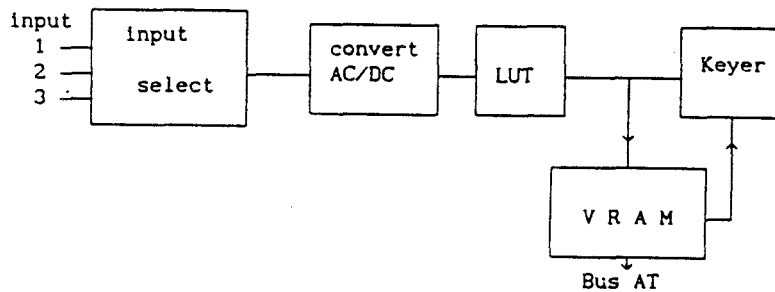 input
1
2
3
input
select
convert
AC/DC
LUT
Keyer
V R A M
Bus AT